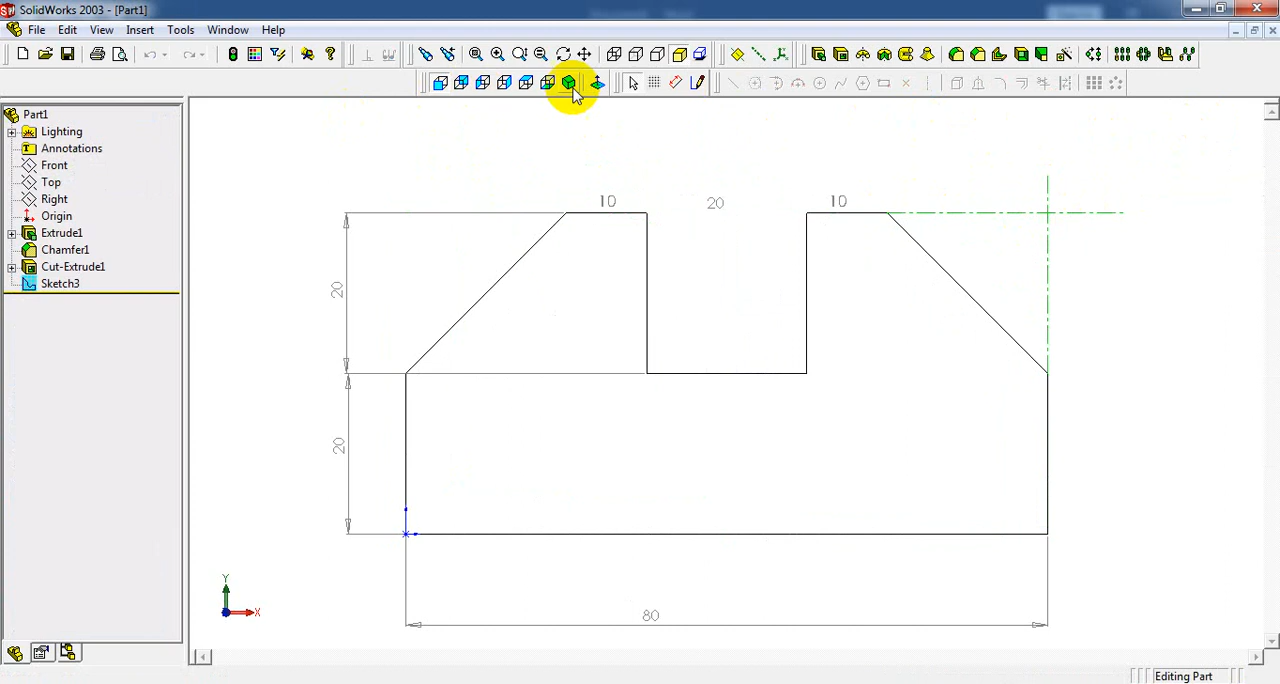 SolidWorks 2003 - [Part1]
File Edit View Insert Tools Window Help
Part1
Lighting
Annotations
Front
Top
Right
Origin
Extrude1
Chamfer1
Cut-Extrude1
Sketch3
10 20 10
20
20
80
Y
X
Editing Part